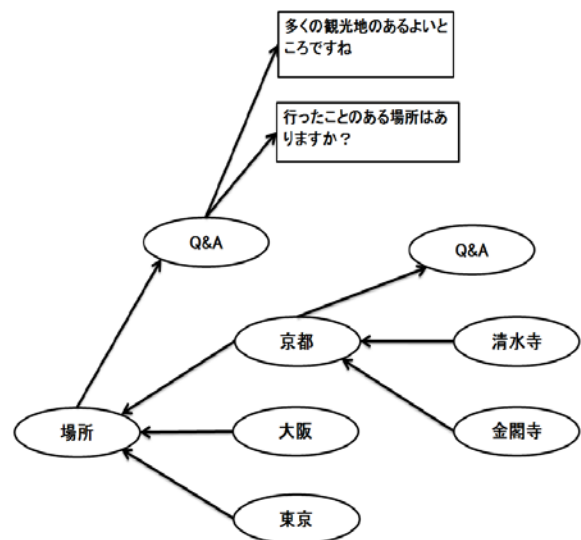 多くの観光地のあるよいと
ころですね
行ったことのある場所はあ
りますか？
Q&A
Q&A
京都
清水寺
場所
大阪
金閣寺
東京